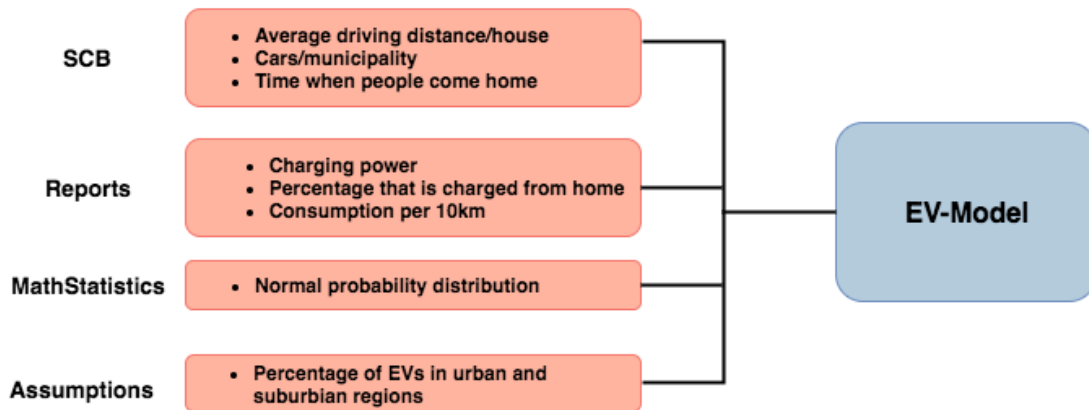 SCB
• Average driving distance/house
• Cars/municipality
• Time when people come home
Reports
• Charging power
• Percentage that is charged from home
• Consumption per 10km
MathStatistics
• Normal probability distribution
Assumptions
• Percentage of EVs in urban and
suburbian regions
EV-Model